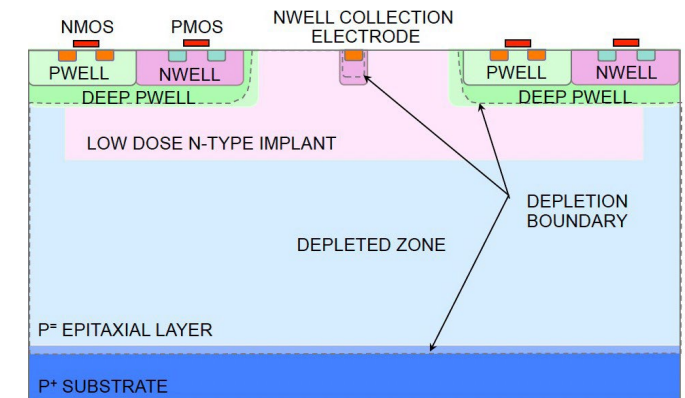 NMOS PMOS NWELL COLLECTION
ELECTRODE
PWELL NWELL PWELL NWELL
DEEP PWELL DEEP PWELL
LOW DOSE N-TYPE IMPLANT
DEPLETION
BOUNDARY
DEPLETED ZONE
P⁼ EPITAXIAL LAYER
P⁺ SUBSTRATE